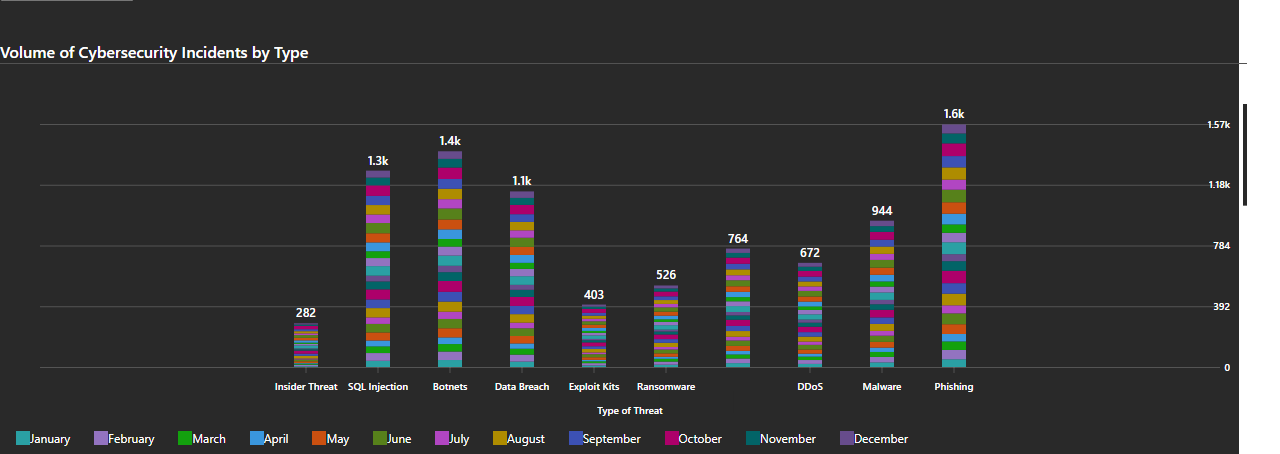 Volume of Cybersecurity Incidents by Type
1.6k
1.57k
1.4k
1.3k
1.1k
1.18k
944
764
784
672
526
403
392
282
0
Insider Threat SQL Injection Botnets Data Breach Exploit Kits Ransomware DDoS Malware Phishing
Type of Threat
January February March April May June July August September October November December